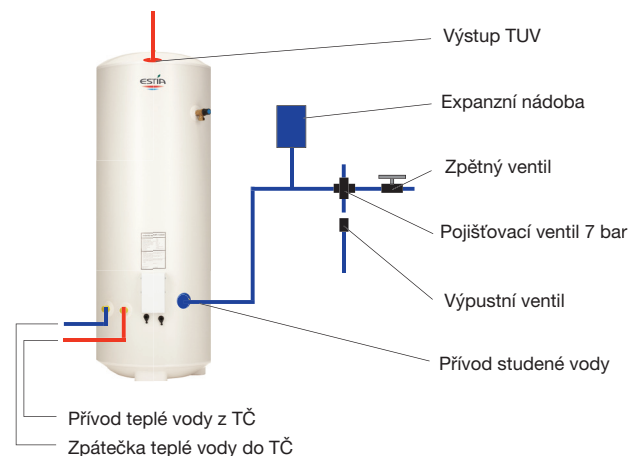 Výstup TUV
ESTÍA
Expanzní nádoba
Zpětný ventil
Pojišťovací ventil 7 bar
Výpustní ventil
Přívod studené vody
Přívod teplé vody z TČ
Zpátečka teplé vody do TČ